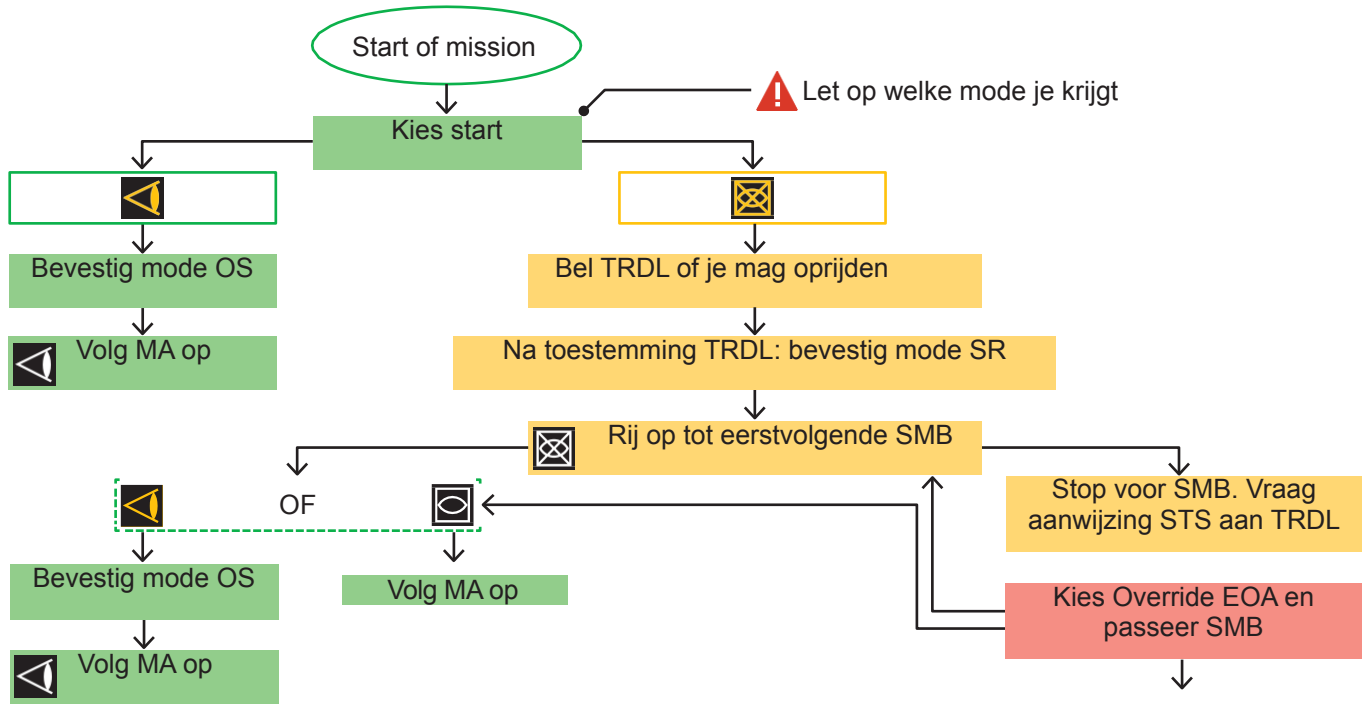 Start of mission
Let op welke mode je krijgt
Kies start
Bevestig mode OS
Volg MA op
Bel TRDL of je mag oprijden
Na toestemming TRDL: bevestig mode SR
Rij op tot eerstvolgende SMB
OF
Bevestig mode OS
Volg MA op
Volg MA op
Stop voor SMB. Vraag
aanwijzing STS aan TRDL
Kies Override EOA en
passeer SMB